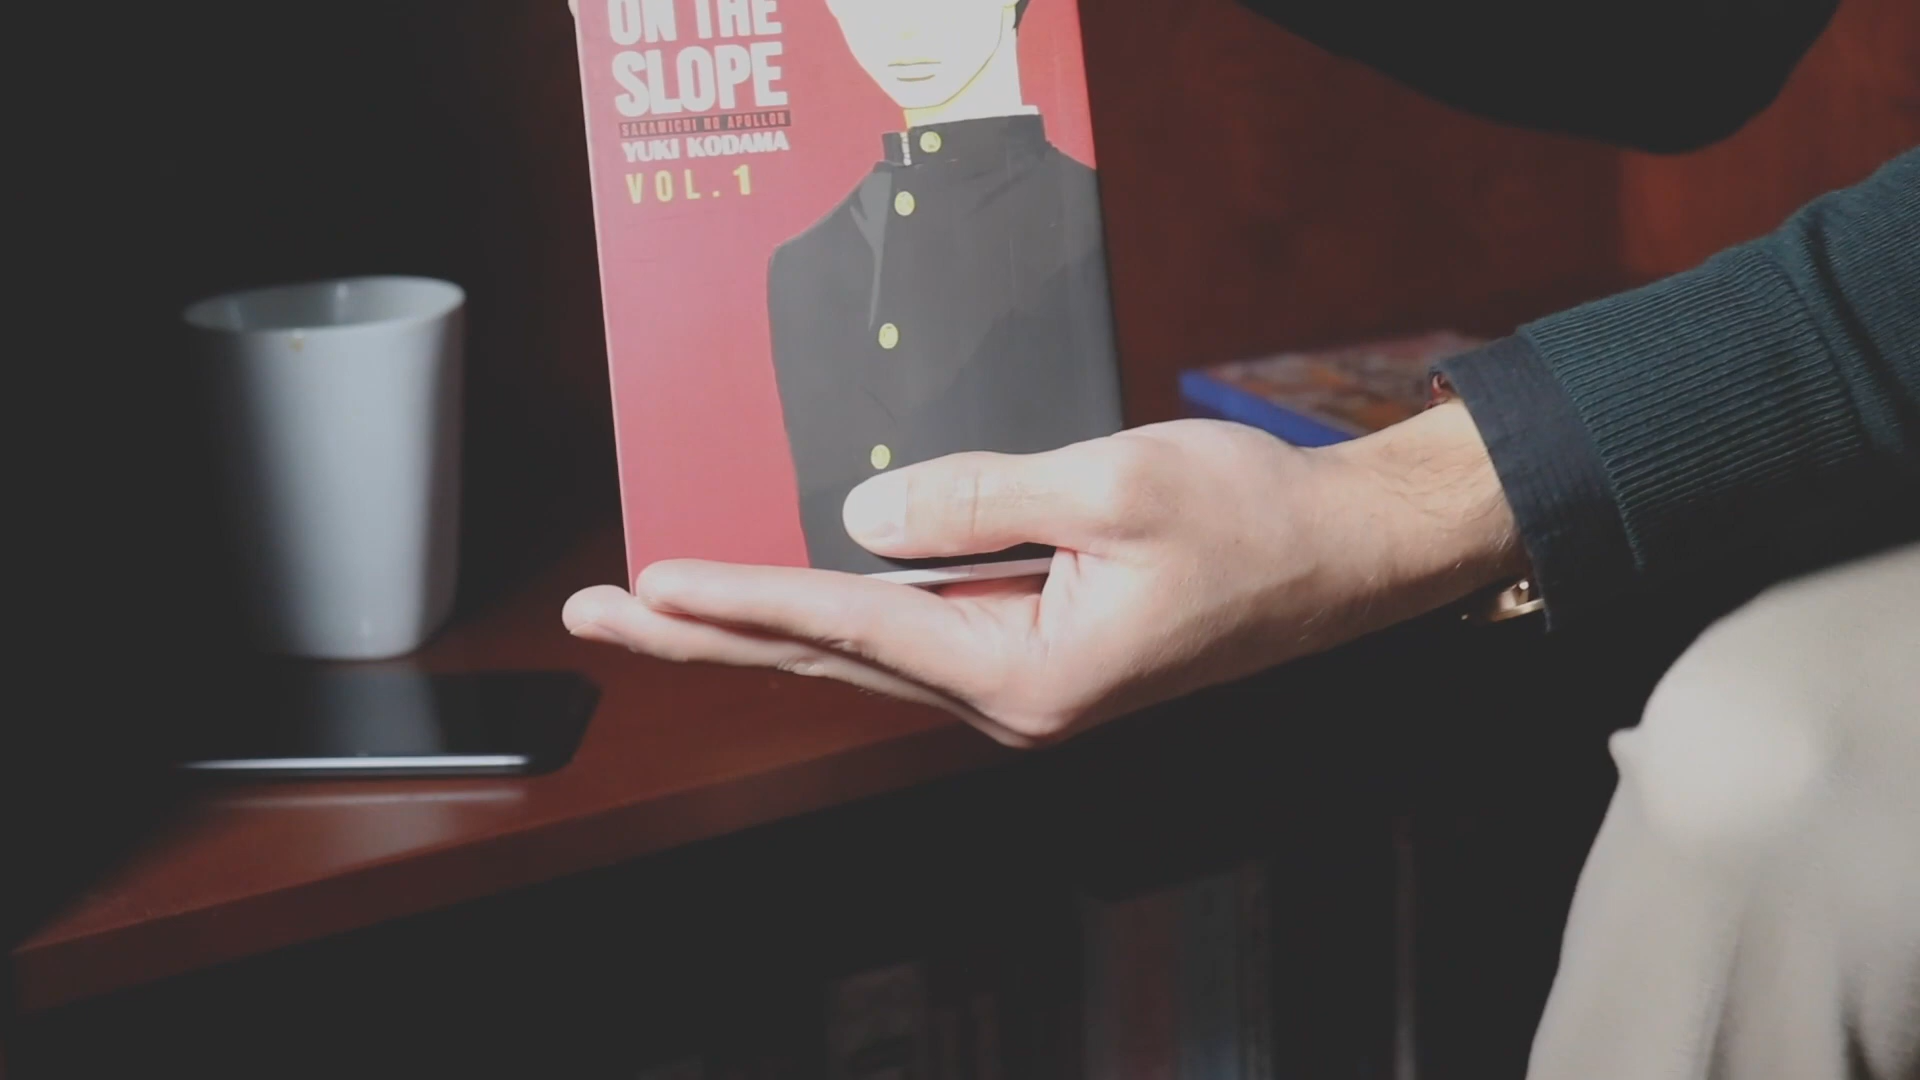 ON THE
SLOPE
SAKAMICHI NO APOLLON
YUKI KODAMA
VOL.1